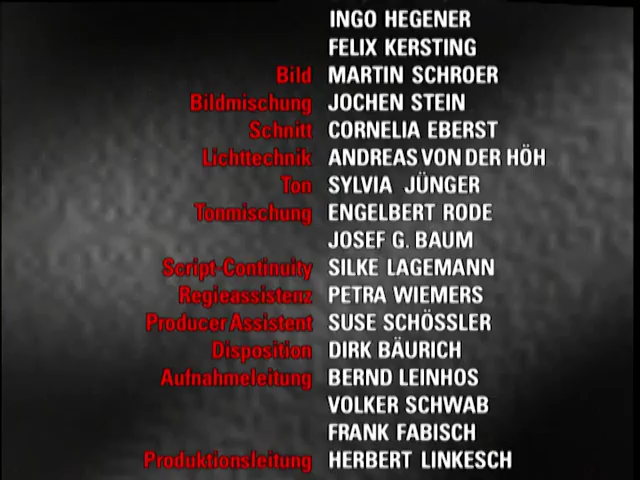 INGO HEGENER
FELIX KERSTING
Bild MARTIN SCHROER
Bildmischung JOCHEN STEIN
Schnitt CORNELIA EBERST
Lichttechnik ANDREAS VON DER HÖH
Ton SYLVIA JÜNGER
Tonmischung ENGELBERT RODE
JOSEF G. BAUM
Script-Continuity SILKE LAGEMANN
Regieassistenz PETRA WIEMERS
Producer Assistent SUSE SCHÖSSLER
Disposition DIRK BÄURICH
Aufnahmeleitung BERND LEINHOS
VOLKER SCHWAB
FRANK FABISCH
Produktionsleitung HERBERT LINKESCH